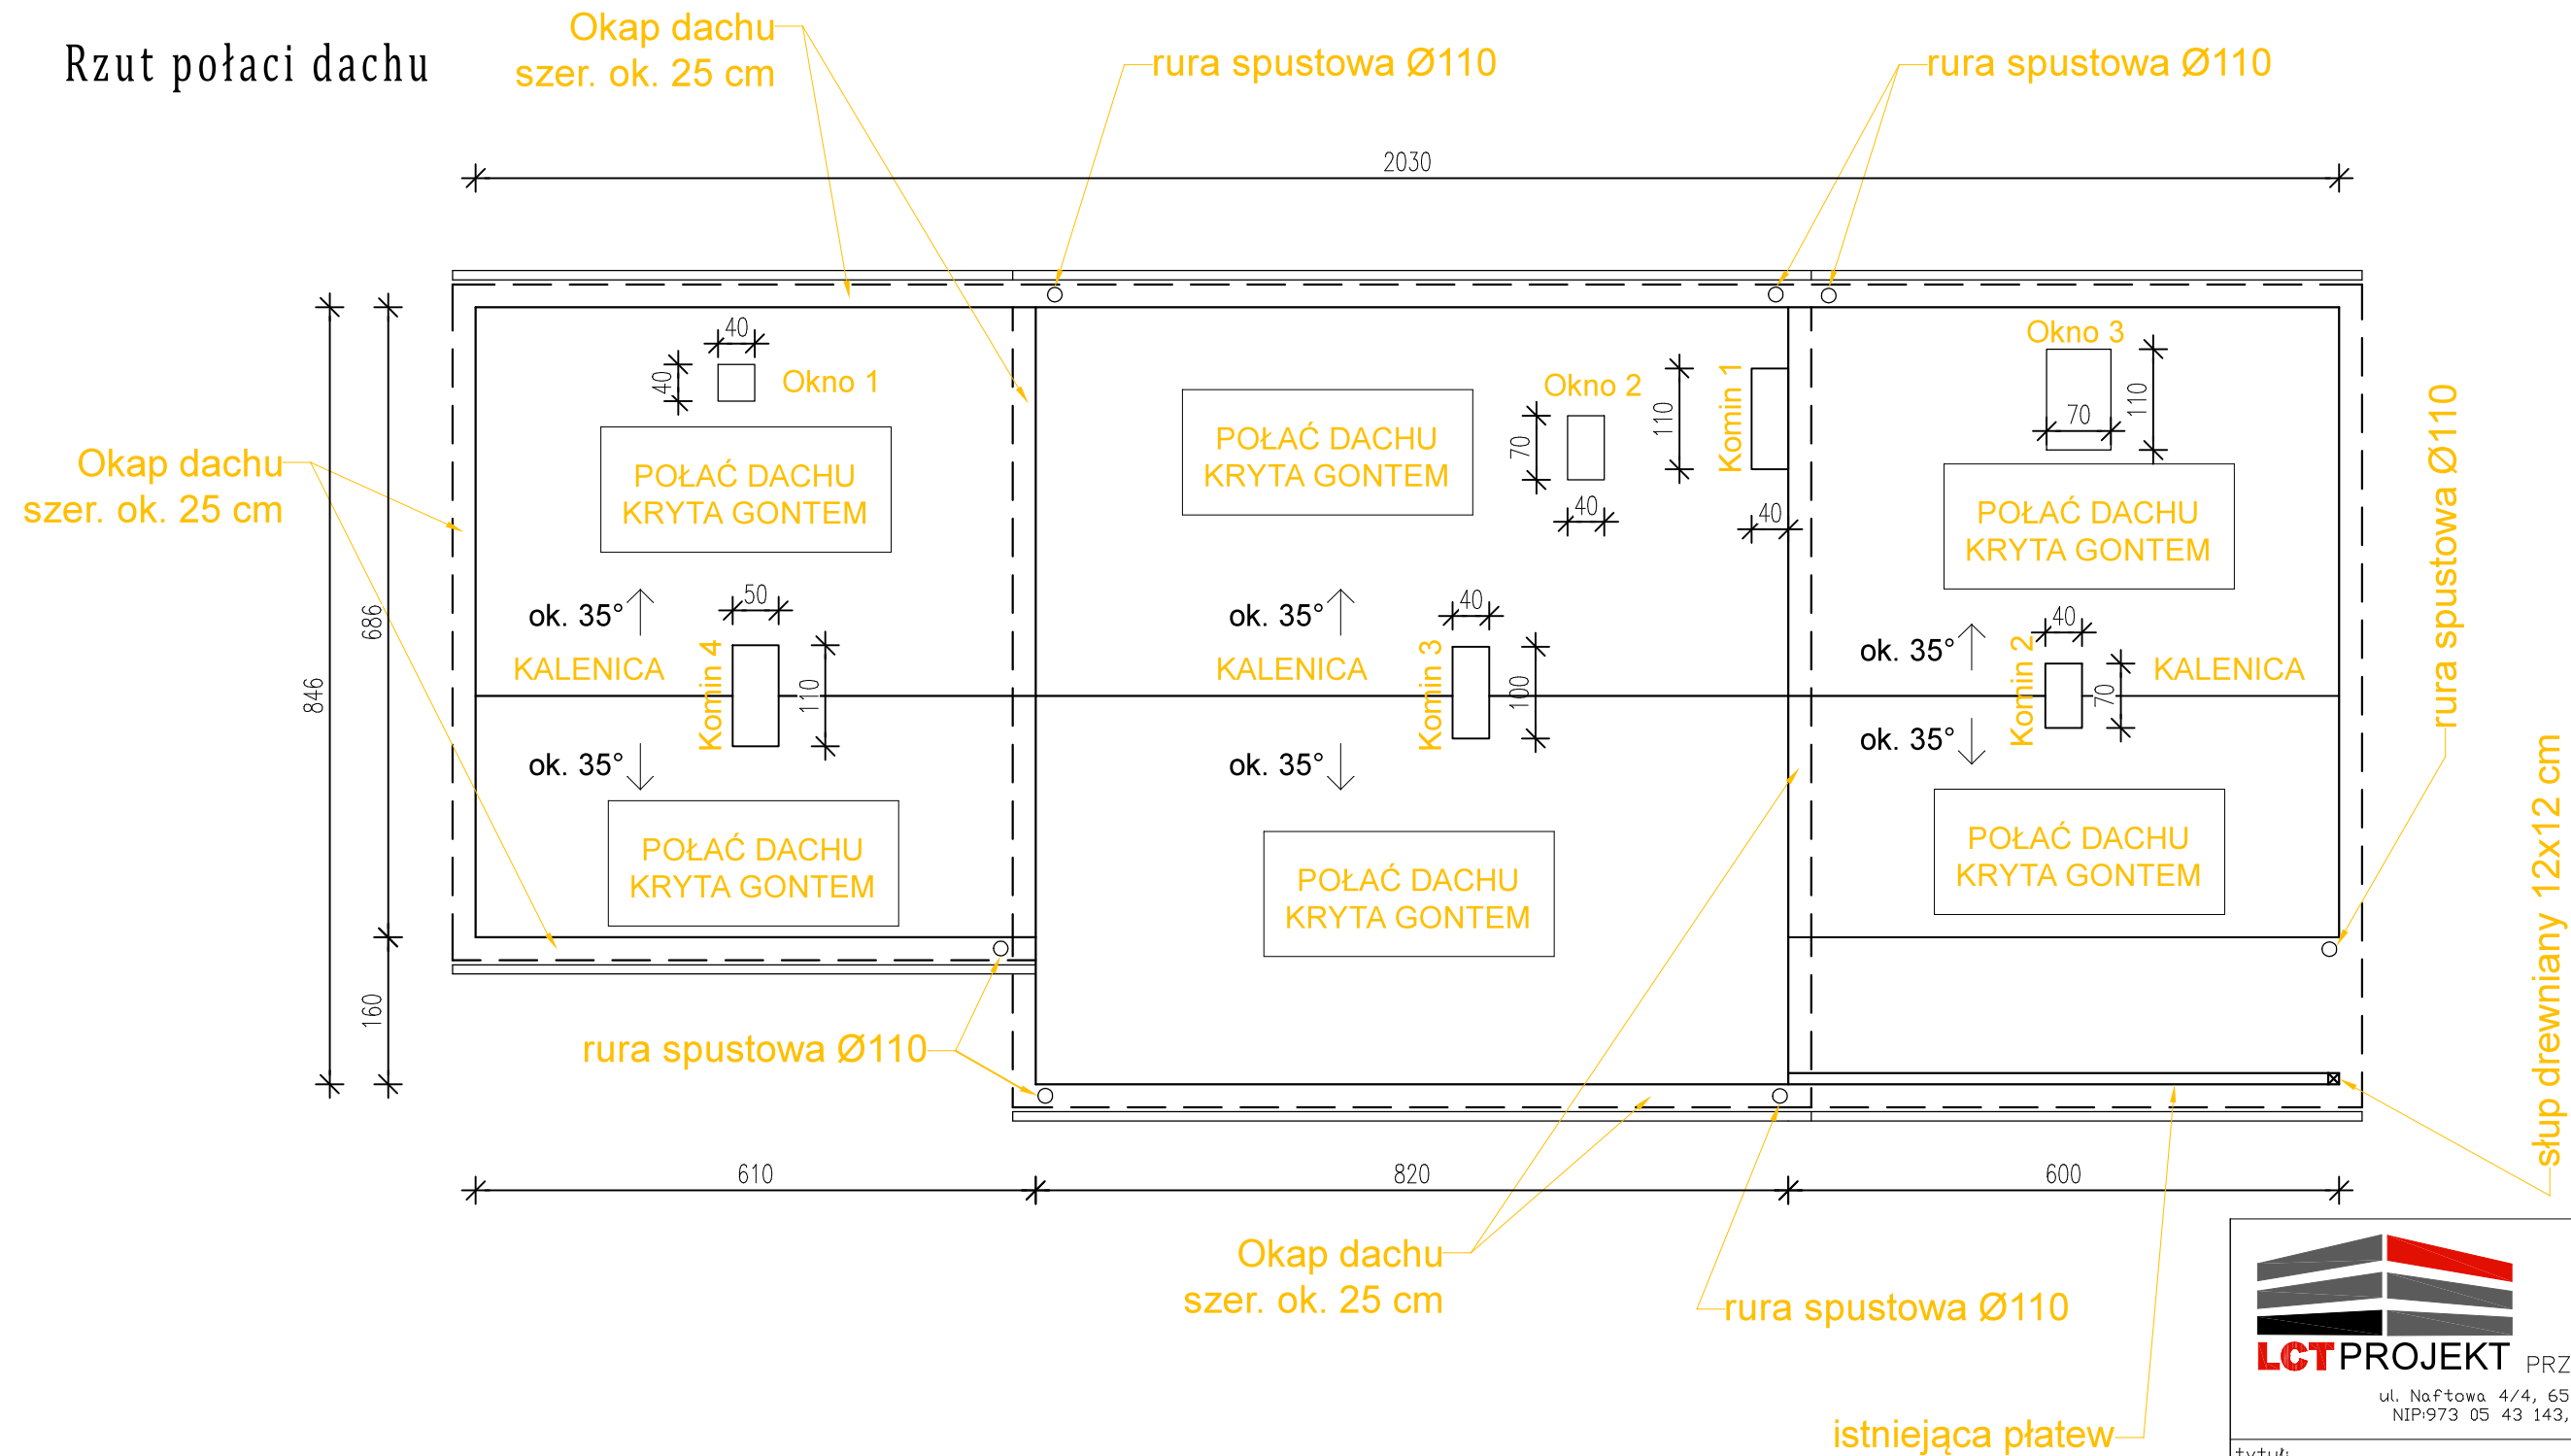 Rzut połaci dachu
Okap dachu
szer. ok. 25 cm
rura spustowa Ø110
rura spustowa Ø110
2030
40
40
Okno 1
Okno 2
70
40
110
Komin 1
40
Okno 3
70
110
POŁAĆ DACHU
KRYTA GONTEM
POŁAĆ DACHU
KRYTA GONTEM
POŁAĆ DACHU
KRYTA GONTEM
Okap dachu
szer. ok. 25 cm
rura spustowa Ø110
846
686
160
ok. 35°
50
KALENICA
Komin 4
110
ok. 35°
ok. 35°
40
KALENICA
Komin 3
100
ok. 35°
ok. 35°
40
Komin 2
70
KALENICA
ok. 35°
POŁAĆ DACHU
KRYTA GONTEM
POŁAĆ DACHU
KRYTA GONTEM
POŁAĆ DACHU
KRYTA GONTEM
słup drewniany 12x12 cm
rura spustowa Ø110
610
820
600
Okap dachu
szer. ok. 25 cm
rura spustowa Ø110
istniejąca płatew
LCTPROJEKT PRZ
ul. Naftowa 4/4, 65
NIP:973 05 43 143,
tytuł: